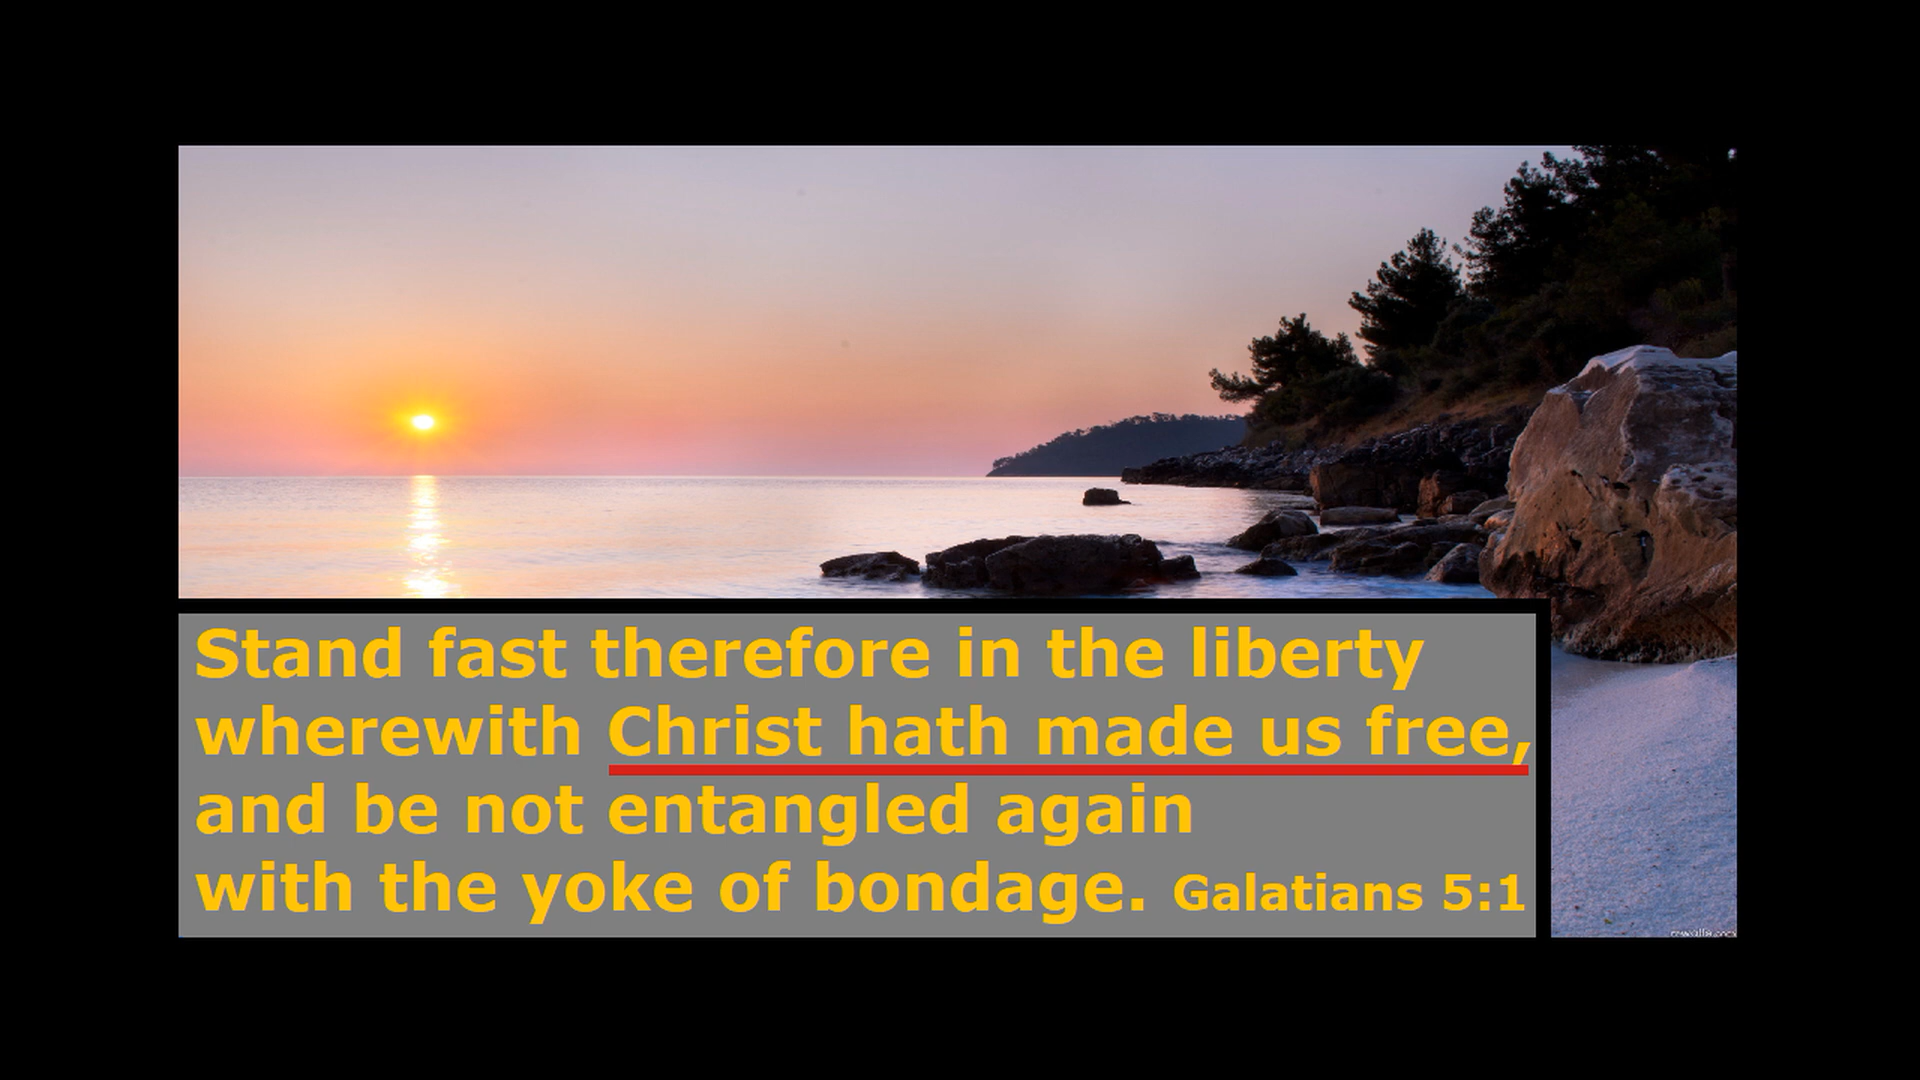 Stand fast therefore in the liberty
wherewith Christ hath made us free,
and be not entangled again
with the yoke of bondage. Galatians 5:1